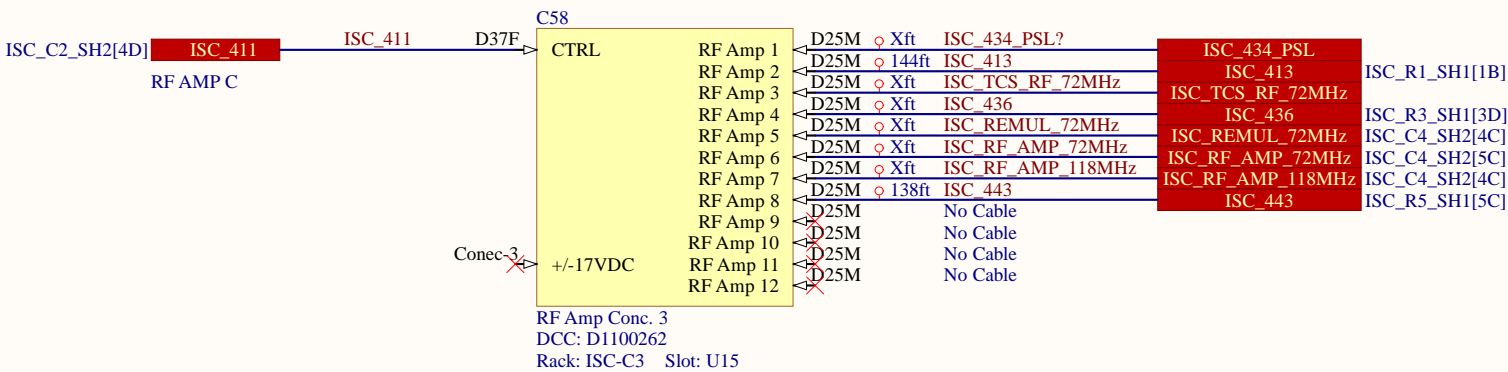 C58
ISC_C2_SH2[4D] ISC_411 ISC_411 D37F CTRL
RF AMP C
RF Amp 1 D25M Xft ISC_434_PSL? ISC_434_PSL
RF Amp 2 D25M 144ft ISC_413 ISC_413 ISC_R1_SH1[1B]
RF Amp 3 D25M Xft ISC_TCS_RF_72MHz ISC_TCS_RF_72MHz
RF Amp 4 D25M Xft ISC_436 ISC_436 ISC_R3_SH1[3D]
RF Amp 5 D25M Xft ISC_REMUL_72MHz ISC_REMUL_72MHz ISC_C4_SH2[4C]
RF Amp 6 D25M Xft ISC_RF_AMP_72MHz ISC_RF_AMP_72MHz ISC_C4_SH2[5C]
RF Amp 7 D25M Xft ISC_RF_AMP_118MHz ISC_RF_AMP_118MHz ISC_C4_SH2[4C]
RF Amp 8 D25M 138ft ISC_443 ISC_443 ISC_R5_SH1[5C]
RF Amp 9 D25M No Cable
RF Amp 10 D25M No Cable
Conec-3 +/-17VDC RF Amp 11 D25M No Cable
RF Amp 12 D25M No Cable
RF Amp Conc. 3
DCC: D1100262
Rack: ISC-C3 Slot: U15